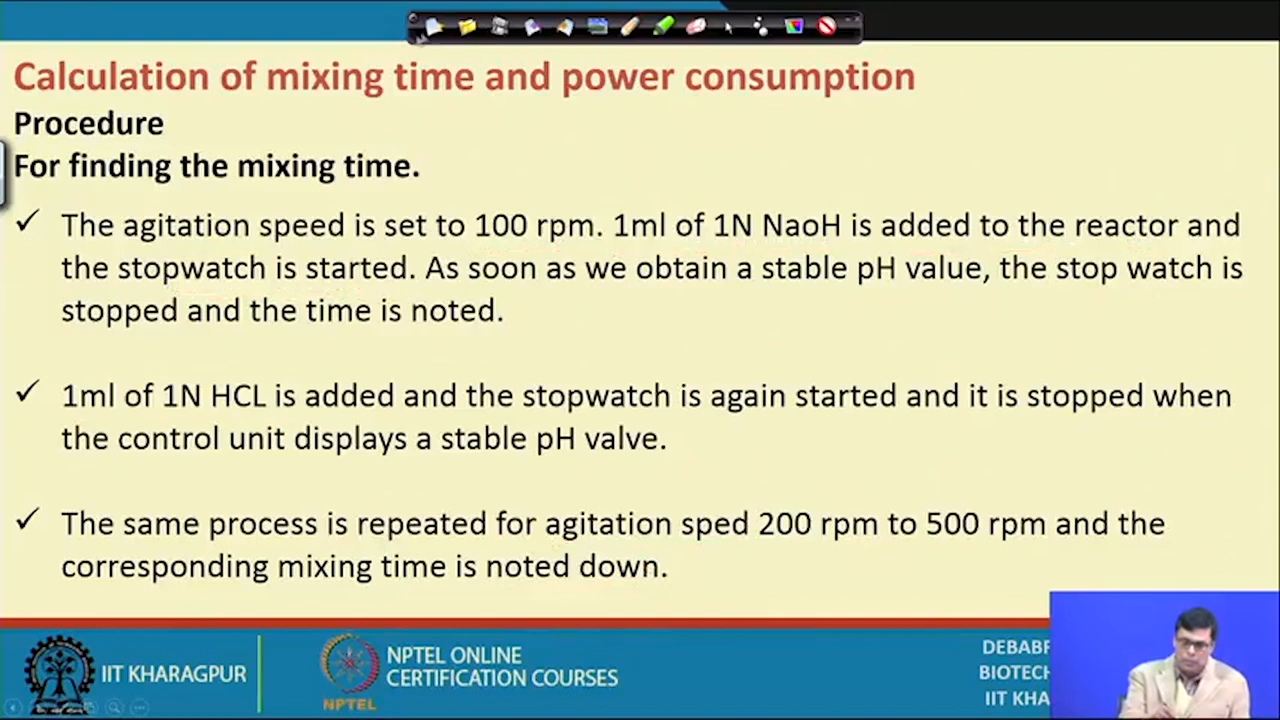 Calculation of mixing time and power consumption
Procedure
For finding the mixing time.
✓ The agitation speed is set to 100 rpm. 1ml of 1N NaoH is added to the reactor and
the stopwatch is started. As soon as we obtain a stable pH value, the stop watch is
stopped and the time is noted.
✓ 1ml of 1N HCL is added and the stopwatch is again started and it is stopped when
the control unit displays a stable pH valve.
✓ The same process is repeated for agitation sped 200 rpm to 500 rpm and the
corresponding mixing time is noted down.
IIT KHARAGPUR
NPTEL
NPTEL ONLINE
CERTIFICATION COURSES
DEBABR
BIOTECH
IIT KHA